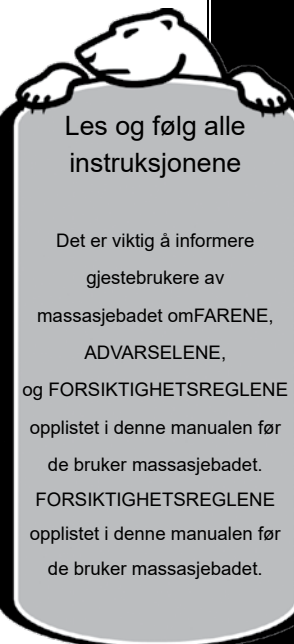 Les og følg alle
instruksjonene
Det er viktig å informere
gjestebrukere av
massasjebadet omFARENE,
ADVARSELENE,
og FORSIKTIGHETSREGLENE
opplistet i denne manualen før
de bruker massasjebadet.
FORSIKTIGHETSREGLENE
opplistet i denne manualen før
de bruker massasjebadet.